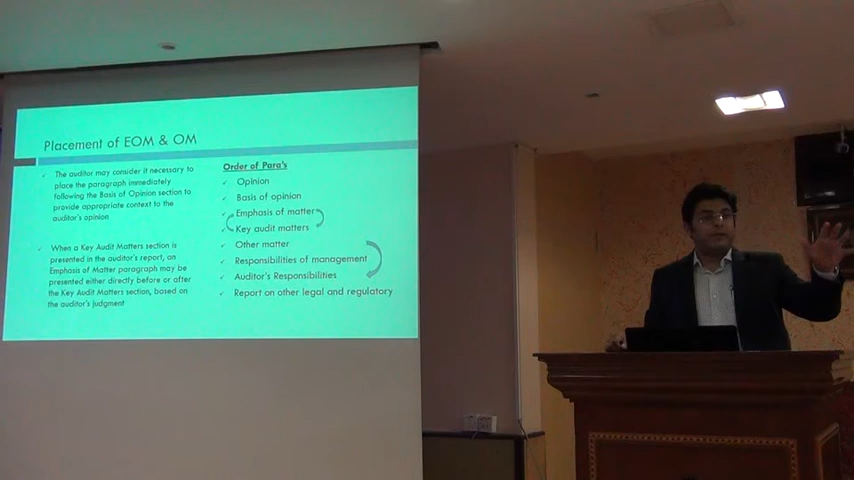 Placement of EOM & OM
The auditor may consider it necessary to
place the paragraph immediately
following the Basis of Opinion section to
provide appropriate context to the
auditor's opinion
When a Key Audit Matters section is
presented in the auditor's report, an
Emphasis of Matter paragraph may be
presented either directly before or after
the Key Audit Matters section, based on
the auditor's judgment
Order of Para's
Opinion
Basis of opinion
Emphasis of matter
Key audit matters
Other matter
Responsibilities of management
Auditor's Responsibilities
Report on other legal and regulatory